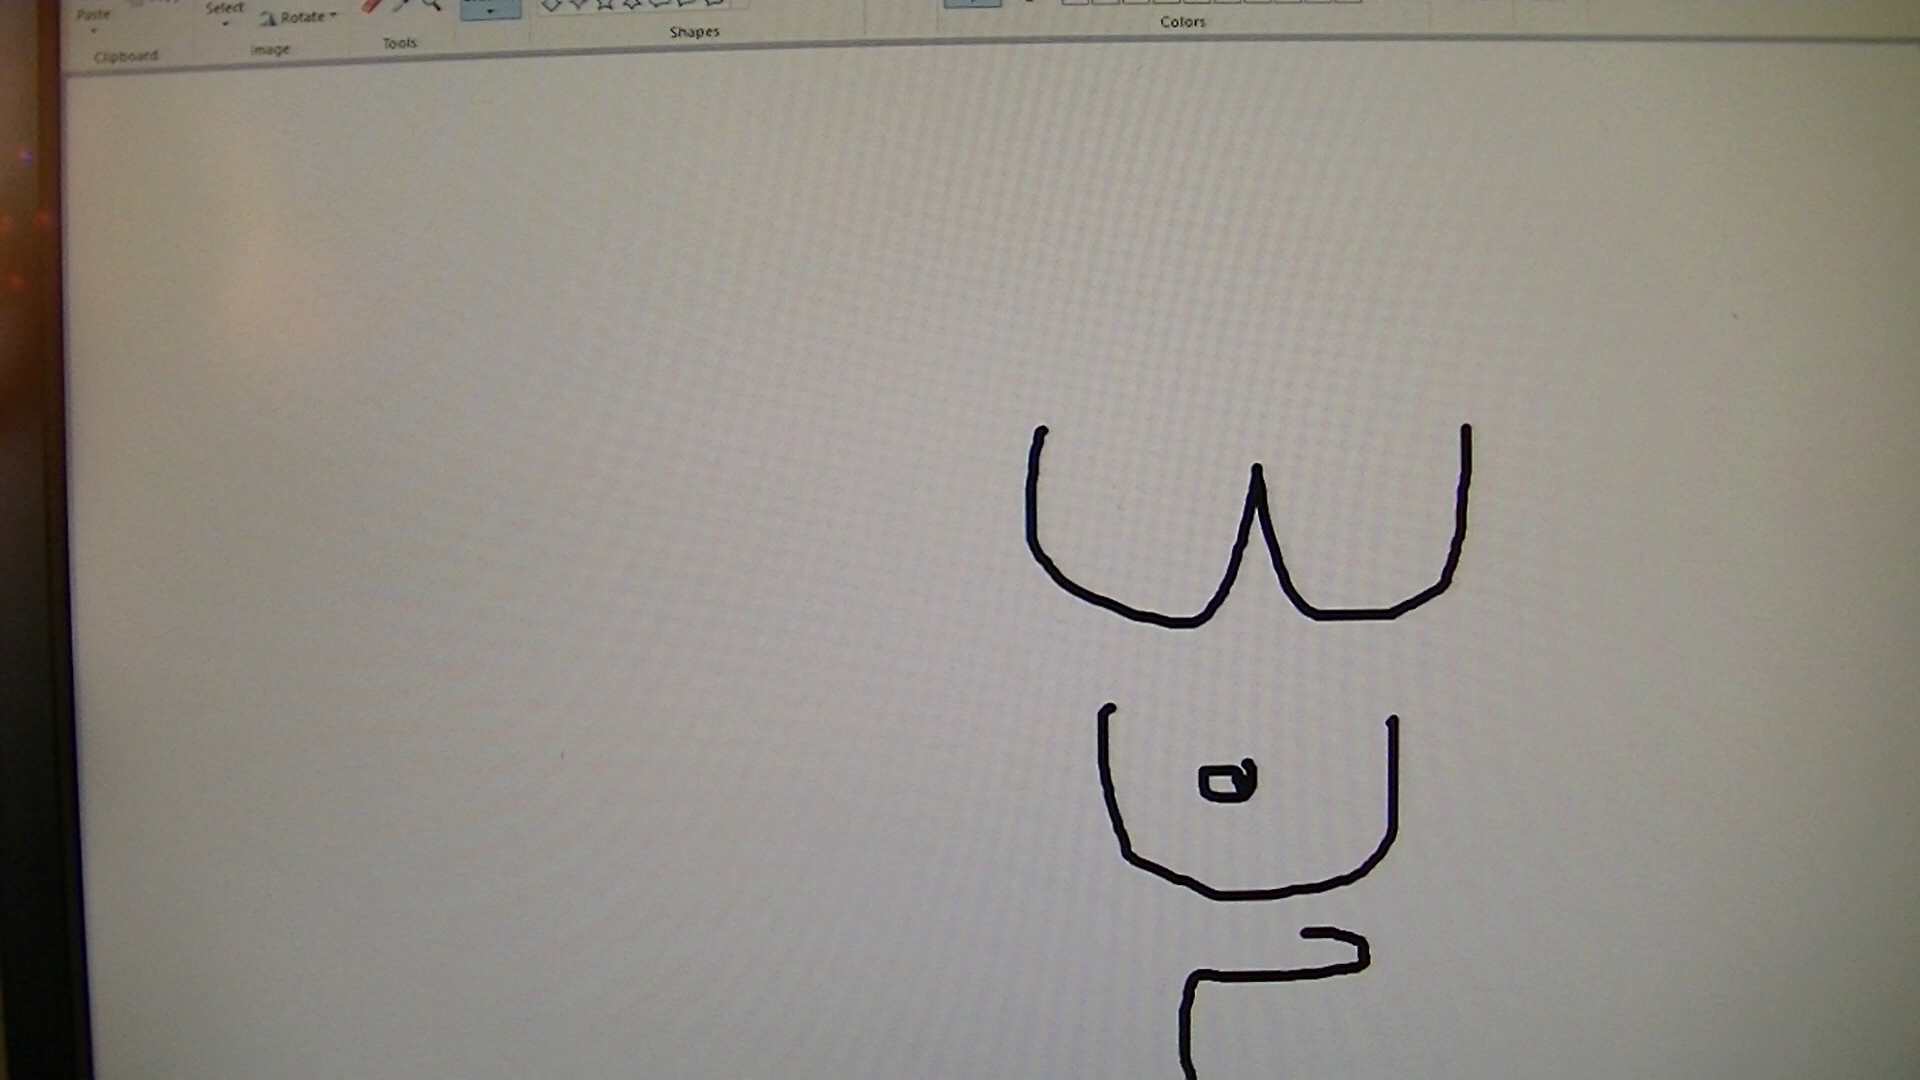 Paste
Select
Rotate
Clipboard
Image
Tools
Shapes
Colors